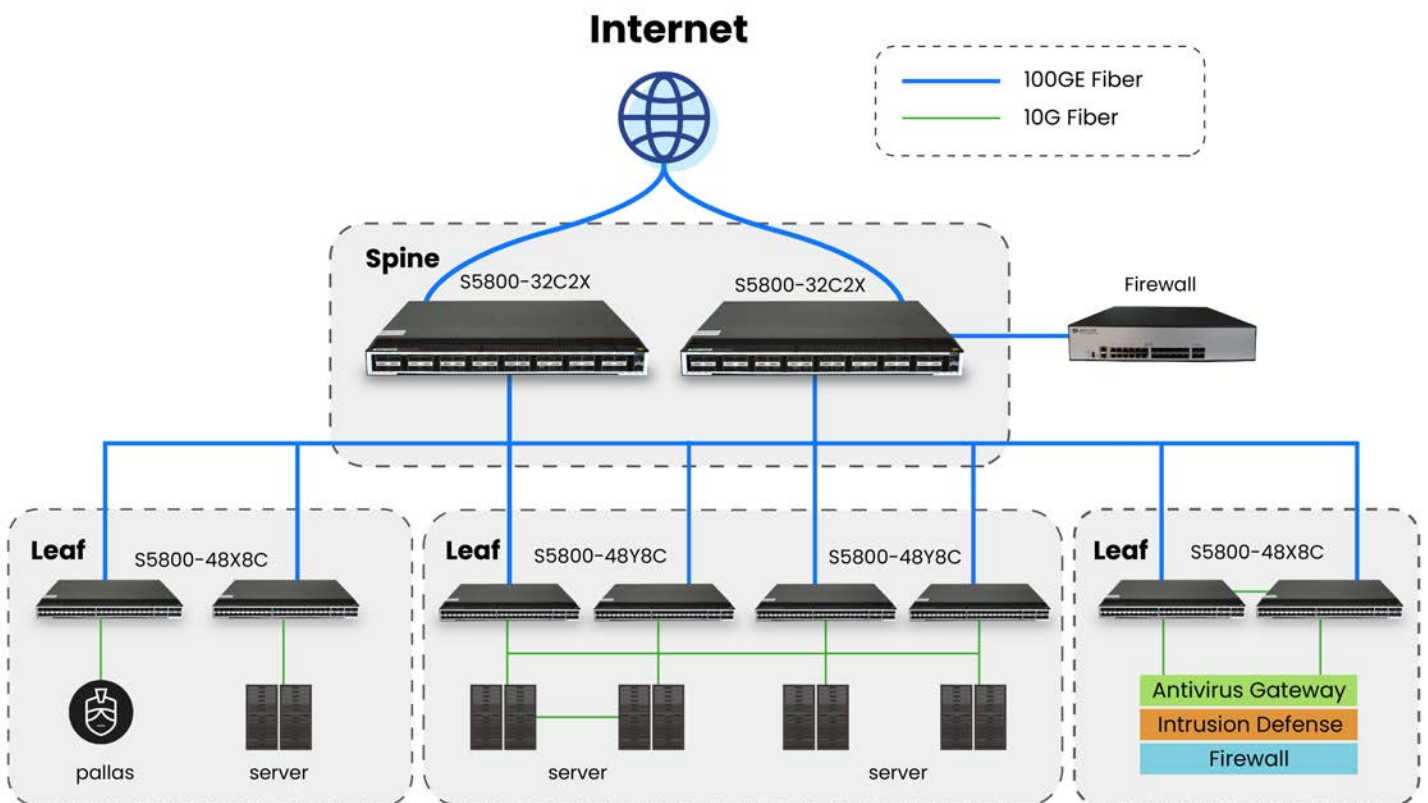 Internet
100GE Fiber
10G Fiber
Spine
S5800-32C2X
S5800-32C2X
Firewall
Leaf
S5800-48X8C
Leaf
S5800-48Y8C
S5800-48Y8C
Leaf
S5800-48X8C
pallas
server
server
server
Antivirus Gateway
Intrusion Defense
Firewall